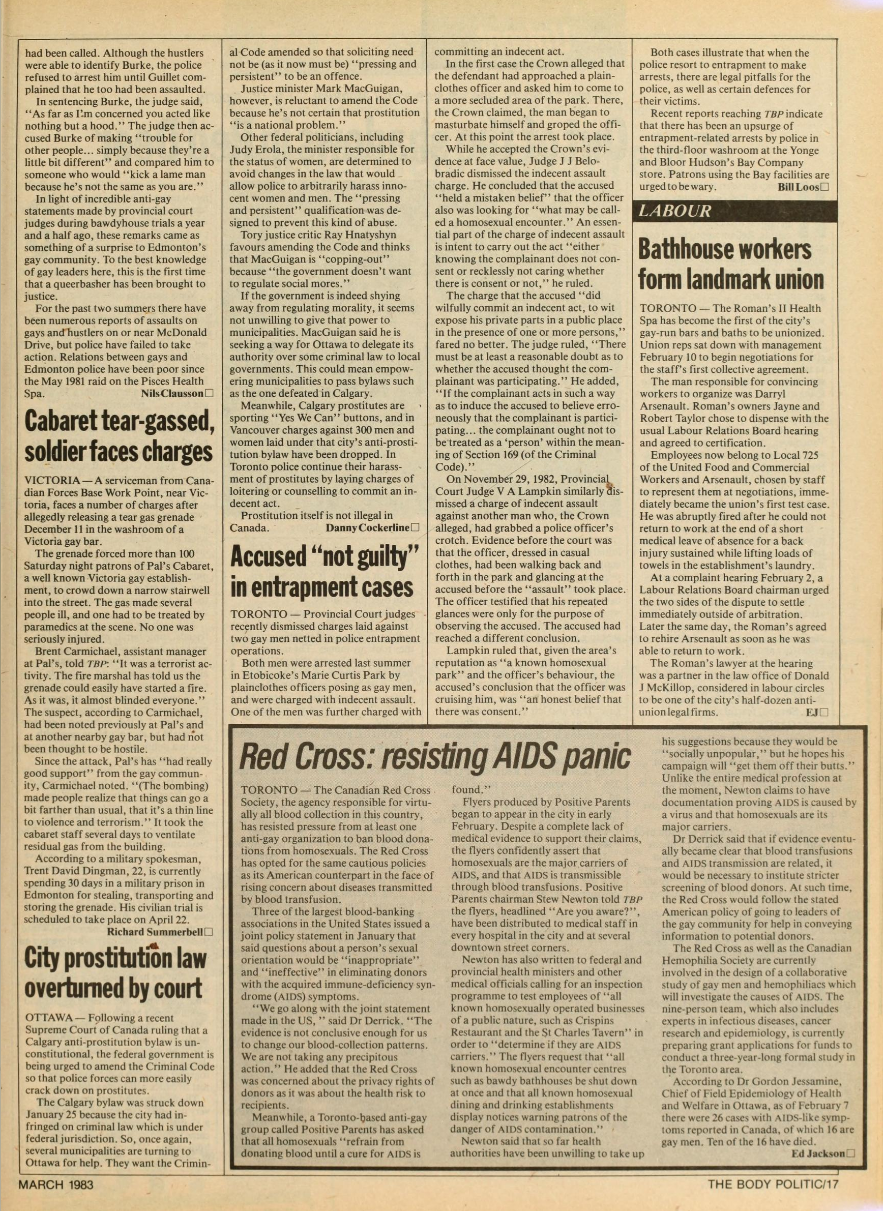 had been called. Although the hustlers
were able to identify Burke, the police
refused to arrest him until Guillet com-
plained that he too had been assaulted.
In sentencing Burke, the judge said,
“As far as I'm concerned you acted like
nothing but a hood.” The judge then ac-
cused Burke of making “trouble for
other people... simply because they're a
little bit different” and compared him to
someone who would “kick a lame man
because he's not the same as you are.”
In light of incredible anti-gay
statements made by provincial court
judges during bawdyhouse trials a year
and a half ago, these remarks came as
something of a surprise to Edmonton's
gay community. To the best knowledge
of gay leaders here, this is the first time
that a queerbasher has been brought to
justice.
For the past two summers there have
been numerous reports of assaults on
gays and hustlers on or near McDonald
Drive, but police have failed to take
action. Relations between gays and
Edmonton police have been poor since
the May 1981 raid on the Pisces Health
Spa. Nils Clausson□
Cabaret tear-gassed,
soldier faces charges
VICTORIA — A serviceman from Cana-
dian Forces Base Work Point, near Vic-
toria, faces a number of charges after
allegedly releasing a tear gas grenade
December 11 in the washroom of a
Victoria gay bar.
The grenade forced more than 100
Saturday night patrons of Pal's Cabaret,
a well known Victoria gay establish-
ment, to crowd down a narrow stairwell
into the street. The gas made several
people ill, and one had to be treated by
paramedics at the scene. No one was
seriously injured.
Brent Carmichael, assistant manager
at Pal's, told TBP: “It was a terrorist ac-
tivity. The fire marshal has told us the
grenade could easily have started a fire.
As it was, it almost blinded everyone.”
The suspect, according to Carmichael,
had been noted previously at Pal's and
at another nearby gay bar, but had not
been thought to be hostile.
Since the attack, Pal's has “had really
good support” from the gay commun-
ity, Carmichael noted. “(The bombing)
made people realize that things can go a
bit farther than usual, that it's a thin line
to violence and terrorism.” It took the
cabaret staff several days to ventilate
residual gas from the building.
According to a military spokesman,
Trent David Dingman, 22, is currently
spending 30 days in a military prison in
Edmonton for stealing, transporting and
storing the grenade. His civilian trial is
scheduled to take place on April 22.
Richard Summerbell□
City prostitution law
overturned by court
OTTAWA — Following a recent
Supreme Court of Canada ruling that a
Calgary anti-prostitution bylaw is un-
constitutional, the federal government is
being urged to amend the Criminal Code
so that police forces can more easily
crack down on prostitutes.
The Calgary bylaw was struck down
January 25 because the city had in-
fringed on criminal law which is under
federal jurisdiction. So, once again,
several municipalities are turning to
Ottawa for help. They want the Crimin-
al Code amended so that soliciting need
not be (as it now must be) “pressing and
persistent” to be an offence.
Justice minister Mark MacGuigan,
however, is reluctant to amend the Code
because he's not certain that prostitution
“is a national problem.”
Other federal politicians, including
Judy Erola, the minister responsible for
the status of women, are determined to
avoid changes in the law that would
allow police to arbitrarily harass inno-
cent women and men. The “pressing
and persistent” qualification was de-
signed to prevent this kind of abuse.
Tory justice critic Ray Hnatyshyn
favours amending the Code and thinks
that MacGuigan is “copping-out”
because “the government doesn't want
to regulate social mores.”
If the government is indeed shying
away from regulating morality, it seems
not unwilling to give that power to
municipalities. MacGuigan said he is
seeking a way for Ottawa to delegate its
authority over some criminal law to local
governments. This could mean empow-
ering municipalities to pass bylaws such
as the one defeated in Calgary.
Meanwhile, Calgary prostitutes are
sporting “Yes We Can” buttons, and in
Vancouver charges against 300 men and
women laid under that city's anti-prosti-
tution bylaw have been dropped. In
Toronto police continue their harass-
ment of prostitutes by laying charges of
loitering or counselling to commit an in-
decent act.
Prostitution itself is not illegal in
Canada. Danny Cockerline□
Accused “not guilty”
in entrapment cases
TORONTO — Provincial Court judges
recently dismissed charges laid against
two gay men netted in police entrapment
operations.
Both men were arrested last summer
in Etobicoke's Marie Curtis Park by
plainclothes officers posing as gay men,
and were charged with indecent assault.
One of the men was further charged with
committing an indecent act.
In the first case the Crown alleged that
the defendant had approached a plain-
clothes officer and asked him to come to
a more secluded area of the park. There,
the Crown claimed, the man began to
masturbate himself and groped the offi-
cer. At this point the arrest took place.
While he accepted the Crown's evi-
dence at face value, Judge J J Belo-
bradic dismissed the indecent assault
charge. He concluded that the accused
“held a mistaken belief” that the officer
also was looking for “what may be call-
ed a homosexual encounter.” An essen-
tial part of the charge of indecent assault
is intent to carry out the act “either
knowing the complainant does not con-
sent or recklessly not caring whether
there is consent or not,” he ruled.
The charge that the accused “did
wilfully commit an indecent act, to wit
expose his private parts in a public place
in the presence of one or more persons,”
fared no better. The judge ruled, “There
must be at least a reasonable doubt as to
whether the accused thought the com-
plainant was participating.” He added,
“If the complainant acts in such a way
as to induce the accused to believe erro-
neously that the complainant is partici-
pating... the complainant ought not to
be treated as a ‘person’ within the mean-
ing of Section 169 (of the Criminal
Code).”
On November 29, 1982, Provincial
Court Judge V A Lampkin similarly dis-
missed a charge of indecent assault
against another man who, the Crown
alleged, had grabbed a police officer's
crotch. Evidence before the court was
that the officer, dressed in casual
clothes, had been walking back and
forth in the park and glancing at the
accused before the “assault” took place.
The officer testified that his repeated
glances were only for the purpose of
observing the accused. The accused had
reached a different conclusion.
Lampkin ruled that, given the area's
reputation as “a known homosexual
park” and the officer's behaviour, the
accused's conclusion that the officer was
cruising him, was “an honest belief that
there was consent.”
Both cases illustrate that when the
police resort to entrapment to make
arrests, there are legal pitfalls for the
police, as well as certain defences for
their victims.
Recent reports reaching TBP indicate
that there has been an upsurge of
entrapment-related arrests by police in
the third-floor washroom at the Yonge
and Bloor Hudson's Bay Company
store. Patrons using the Bay facilities are
urged to be wary. Bill Loos□
LABOUR
Bathhouse workers
form landmark union
TORONTO — The Roman's II Health
Spa has become the first of the city's
gay-run bars and baths to be unionized.
Union reps sat down with management
February 10 to begin negotiations for
the staff's first collective agreement.
The man responsible for convincing
workers to organize was Darryl
Arsenault. Roman's owners Jayne and
Robert Taylor chose to dispense with the
usual Labour Relations Board hearing
and agreed to certification.
Employees now belong to Local 725
of the United Food and Commercial
Workers and Arsenault, chosen by staff
to represent them at negotiations, imme-
diately became the union's first test case.
He was abruptly fired after he could not
return to work at the end of a short
medical leave of absence for a back
injury sustained while lifting loads of
towels in the establishment's laundry.
At a complaint hearing February 2, a
Labour Relations Board chairman urged
the two sides of the dispute to settle
immediately outside of arbitration.
Later the same day, the Roman's agreed
to rehire Arsenault as soon as he was
able to return to work.
The Roman's lawyer at the hearing
was a partner in the law office of Donald
J McKillop, considered in labour circles
to be one of the city's half-dozen anti-
union legal firms. EJ□
Red Cross: resisting AIDS panic
TORONTO — The Canadian Red Cross
Society, the agency responsible for virtu-
ally all blood collection in this country,
has resisted pressure from at least one
anti-gay organization to ban blood dona-
tions from homosexuals. The Red Cross
has opted for the same cautious policies
as its American counterpart in the face of
rising concern about diseases transmitted
by blood transfusion.
Three of the largest blood-banking
associations in the United States issued a
joint policy statement in January that
said questions about a person's sexual
orientation would be “inappropriate”
and “ineffective” in eliminating donors
with the acquired immune-deficiency syn-
drome (AIDS) symptoms.
“We go along with the joint statement
made in the US,” said Dr Derrick. “The
evidence is not conclusive enough for us
to change our blood-collection patterns.
We are not taking any precipitous
action.” He added that the Red Cross
was concerned about the privacy rights of
donors as it was about the health risk to
recipients.
Meanwhile, a Toronto-based anti-gay
group called Positive Parents has asked
that all homosexuals “refrain from
donating blood until a cure for AIDS is
found.”
Flyers produced by Positive Parents
began to appear in the city in early
February. Despite a complete lack of
medical evidence to support their claims,
the flyers confidently assert that
homosexuals are the major carriers of
AIDS, and that AIDS is transmissible
through blood transfusions. Positive
Parents chairman Stew Newton told TBP
the flyers, headlined “Are you aware?”,
have been distributed to medical staff in
every hospital in the city and at several
downtown street corners.
Newton has also written to federal and
provincial health ministers and other
medical officials calling for an inspection
programme to test employees of “all
known homosexually operated businesses
of a public nature, such as Crispins
Restaurant and the St Charles Tavern” in
order to “determine if they are AIDS
carriers.” The flyers request that “all
known homosexual encounter centres
such as bawdy bathhouses be shut down
at once and that all known homosexual
dining and drinking establishments
display notices warning patrons of the
danger of AIDS contamination.”
Newton said that so far health
authorities have been unwilling to take up
his suggestions because they would be
“socially unpopular,” but he hopes his
campaign will “get them off their butts.”
Unlike the entire medical profession at
the moment, Newton claims to have
documentation proving AIDS is caused by
a virus and that homosexuals are its
major carriers.
Dr Derrick said that if evidence eventu-
ally became clear that blood transfusions
and AIDS transmission are related, it
would be necessary to institute stricter
screening of blood donors. At such time,
the Red Cross would follow the stated
American policy of going to leaders of
the gay community for help in conveying
information to potential donors.
The Red Cross as well as the Canadian
Hemophilia Society are currently
involved in the design of a collaborative
study of gay men and hemophiliacs which
will investigate the causes of AIDS. The
nine-person team, which also includes
experts in infectious diseases, cancer
research and epidemiology, is currently
preparing grant applications for funds to
conduct a three-year-long formal study in
the Toronto area.
According to Dr Gordon Jessamine,
Chief of Field Epidemiology of Health
and Welfare in Ottawa, as of February 7
there were 26 cases with AIDS-like symp-
toms reported in Canada, of which 16 are
gay men. Ten of the 16 have died.
Ed Jackson□
MARCH 1983
THE BODY POLITIC/17